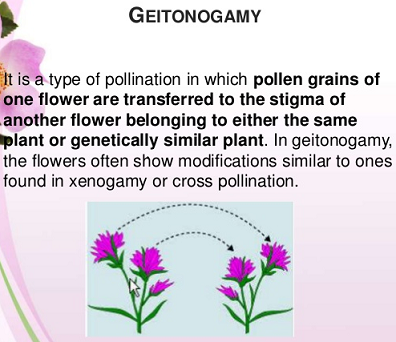 GEITONOGAMY
It is a type of pollination in which pollen grains of
one flower are transferred to the stigma of
another flower belonging to either the same
plant or genetically similar plant. In geitonogamy,
the flowers often show modifications similar to ones
found in xenogamy or cross pollination.